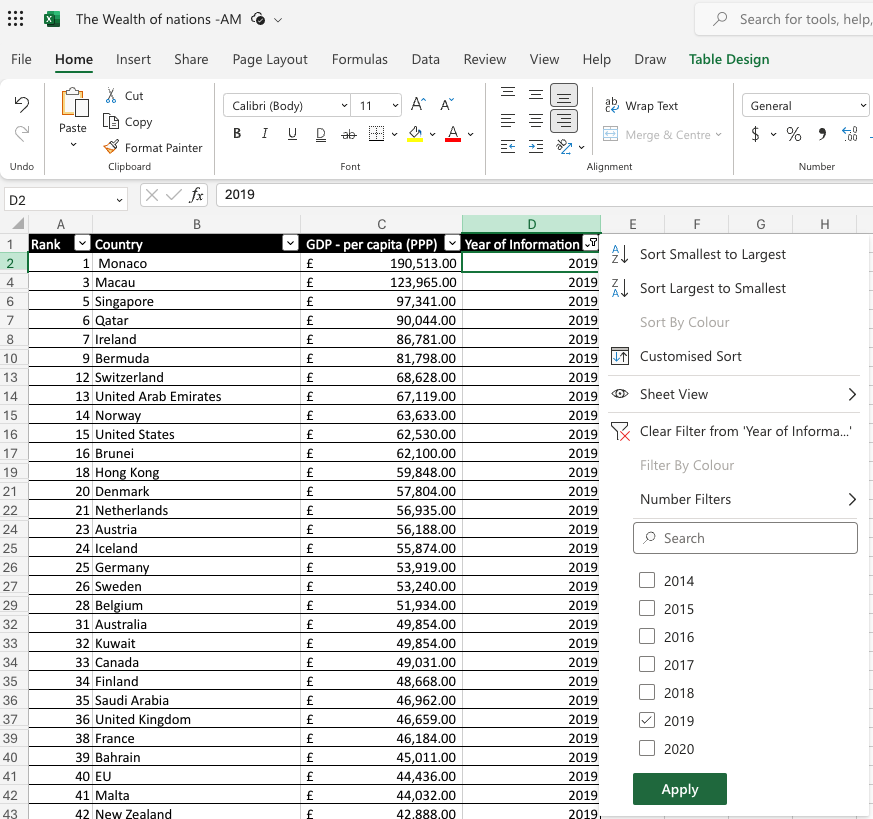 The Wealth of nations -AM
Search for tools, help,
File Home Insert Share Page Layout Formulas Data Review View Help Draw Table Design
Cut
Calibri (Body) 11 A^ A˅ Wrap Text General
Paste Copy B I U D ab A Merge & Centre $ % 9 .00
Format Painter
Undo Clipboard Font Alignment Number
D2 fx 2019
A B C D E F G H
1 Rank Country GDP - per capita (PPP) Year of Information
2 1 Monaco £ 190,513.00 2019
4 3 Macau £ 123,965.00 2019
6 5 Singapore £ 97,341.00 2019
7 6 Qatar £ 90,044.00 2019
8 7 Ireland £ 86,781.00 2019
10 9 Bermuda £ 81,798.00 2019
13 12 Switzerland £ 68,628.00 2019
14 13 United Arab Emirates £ 67,119.00 2019
15 14 Norway £ 63,633.00 2019
16 15 United States £ 62,530.00 2019
17 16 Brunei £ 62,100.00 2019
19 18 Hong Kong £ 59,848.00 2019
21 20 Denmark £ 57,804.00 2019
22 21 Netherlands £ 56,935.00 2019
24 23 Austria £ 56,188.00 2019
25 24 Iceland £ 55,874.00 2019
26 25 Germany £ 53,919.00 2019
27 26 Sweden £ 53,240.00 2019
29 28 Belgium £ 51,934.00 2019
32 31 Australia £ 49,854.00 2019
33 32 Kuwait £ 49,854.00 2019
34 33 Canada £ 49,031.00 2019
35 34 Finland £ 48,668.00 2019
36 35 Saudi Arabia £ 46,962.00 2019
37 36 United Kingdom £ 46,659.00 2019
39 38 France £ 46,184.00 2019
40 39 Bahrain £ 45,011.00 2019
41 40 EU £ 44,436.00 2019
42 41 Malta £ 44,032.00 2019
43 42 New Zealand £ 42,888.00 2019
Sort Smallest to Largest
Sort Largest to Smallest
Sort By Colour
Customised Sort
Sheet View
Clear Filter from 'Year of Informa...'
Filter By Colour
Number Filters
Search
2014
2015
2016
2017
2018
2019
2020
Apply